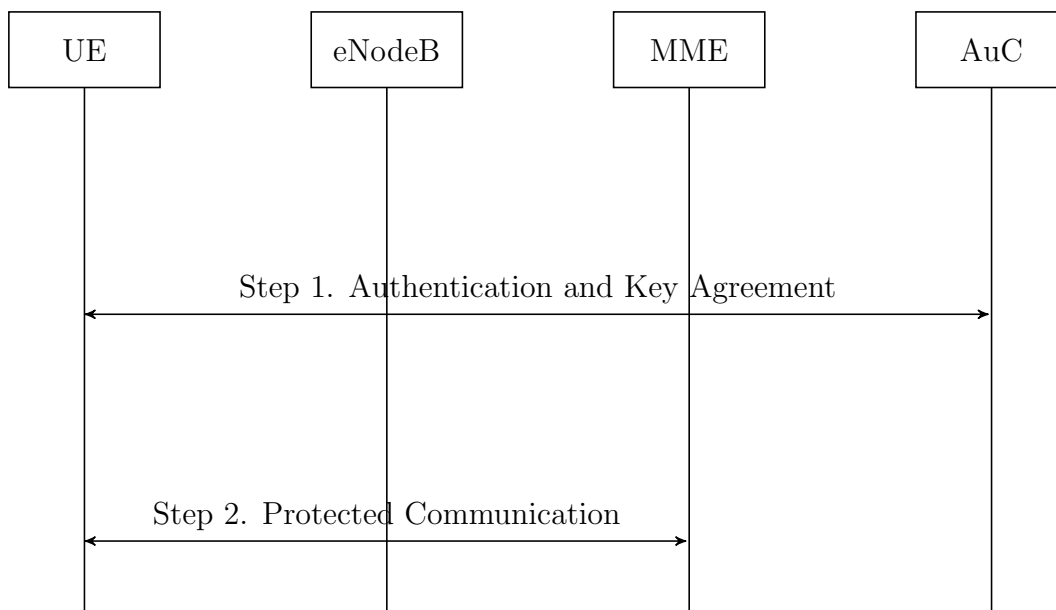 UE
eNodeB
MME
AuC
Step 1. Authentication and Key Agreement
Step 2. Protected Communication